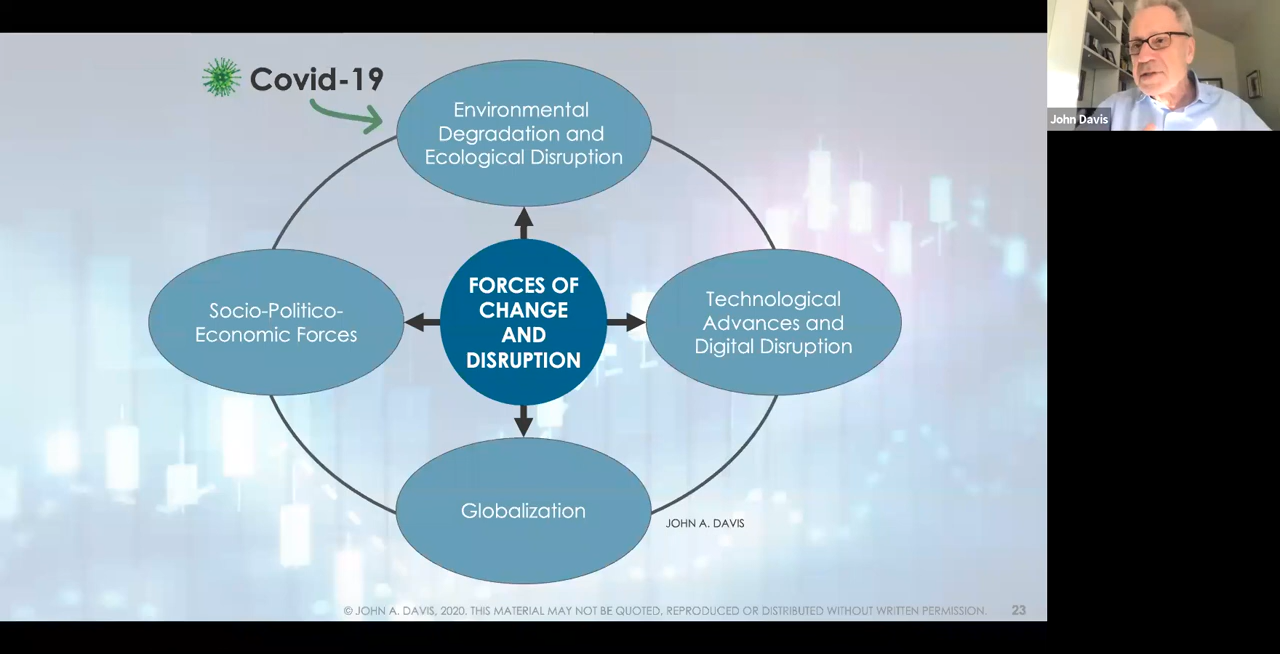 Covid-19
Environmental
Degradation and
Ecological Disruption
Socio-Politico-
Economic Forces
FORCES OF
CHANGE
AND
DISRUPTION
Technological
Advances and
Digital Disruption
Globalization
JOHN A. DAVIS
© JOHN A. DAVIS, 2020. THIS MATERIAL MAY NOT BE QUOTED, REPRODUCED OR DISTRIBUTED WITHOUT WRITTEN PERMISSION.
23
John Davis